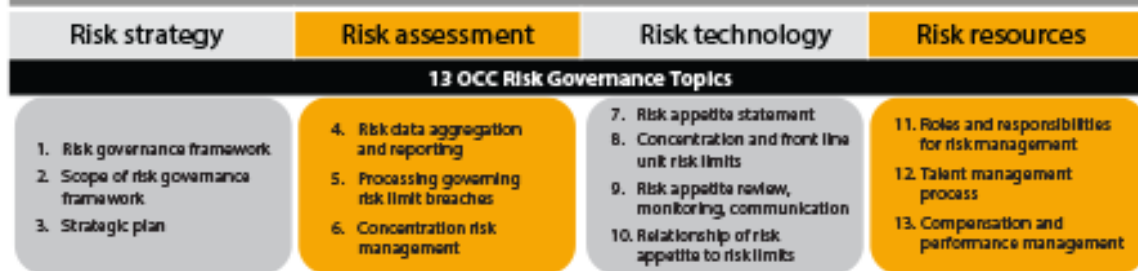 Risk strategy
Risk assessment
Risk technology
Risk resources
13 OCC Risk Governance Topics
1. Risk governance framework
2. Scope of risk governance
framework
3. Strategic plan
4. Risk data aggregation
and reporting
5. Processing governing
risk limit breaches
6. Concentration risk
management
7. Risk appetite statement
8. Concentration and front line
unit risk limits
9. Risk appetite review,
monitoring, communication
10. Relationship of risk
appetite to risk limits
11. Roles and responsibilities
for risk management
12. Talent management
process
13. Compensation and
performance management